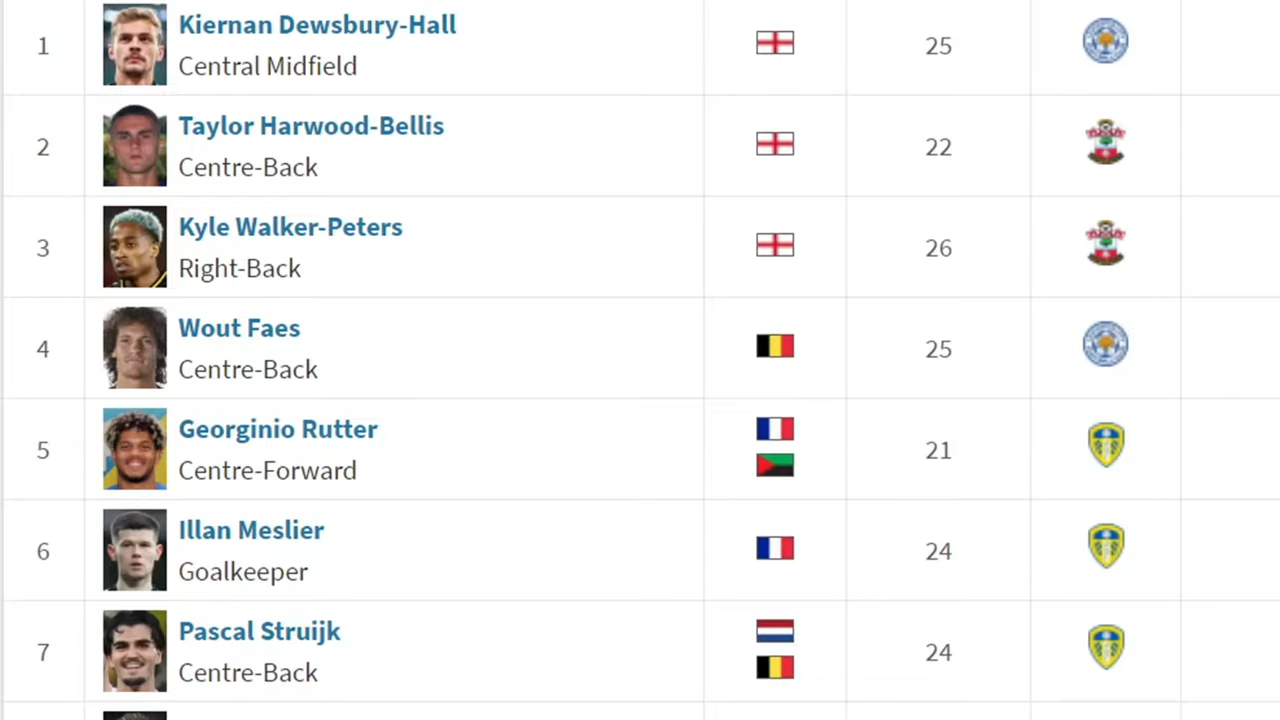 1
Kiernan Dewsbury-Hall
Central Midfield
25
2
Taylor Harwood-Bellis
Centre-Back
22
3
Kyle Walker-Peters
Right-Back
26
4
Wout Faes
Centre-Back
25
5
Georginio Rutter
Centre-Forward
21
6
Illan Meslier
Goalkeeper
24
7
Pascal Struijk
Centre-Back
24